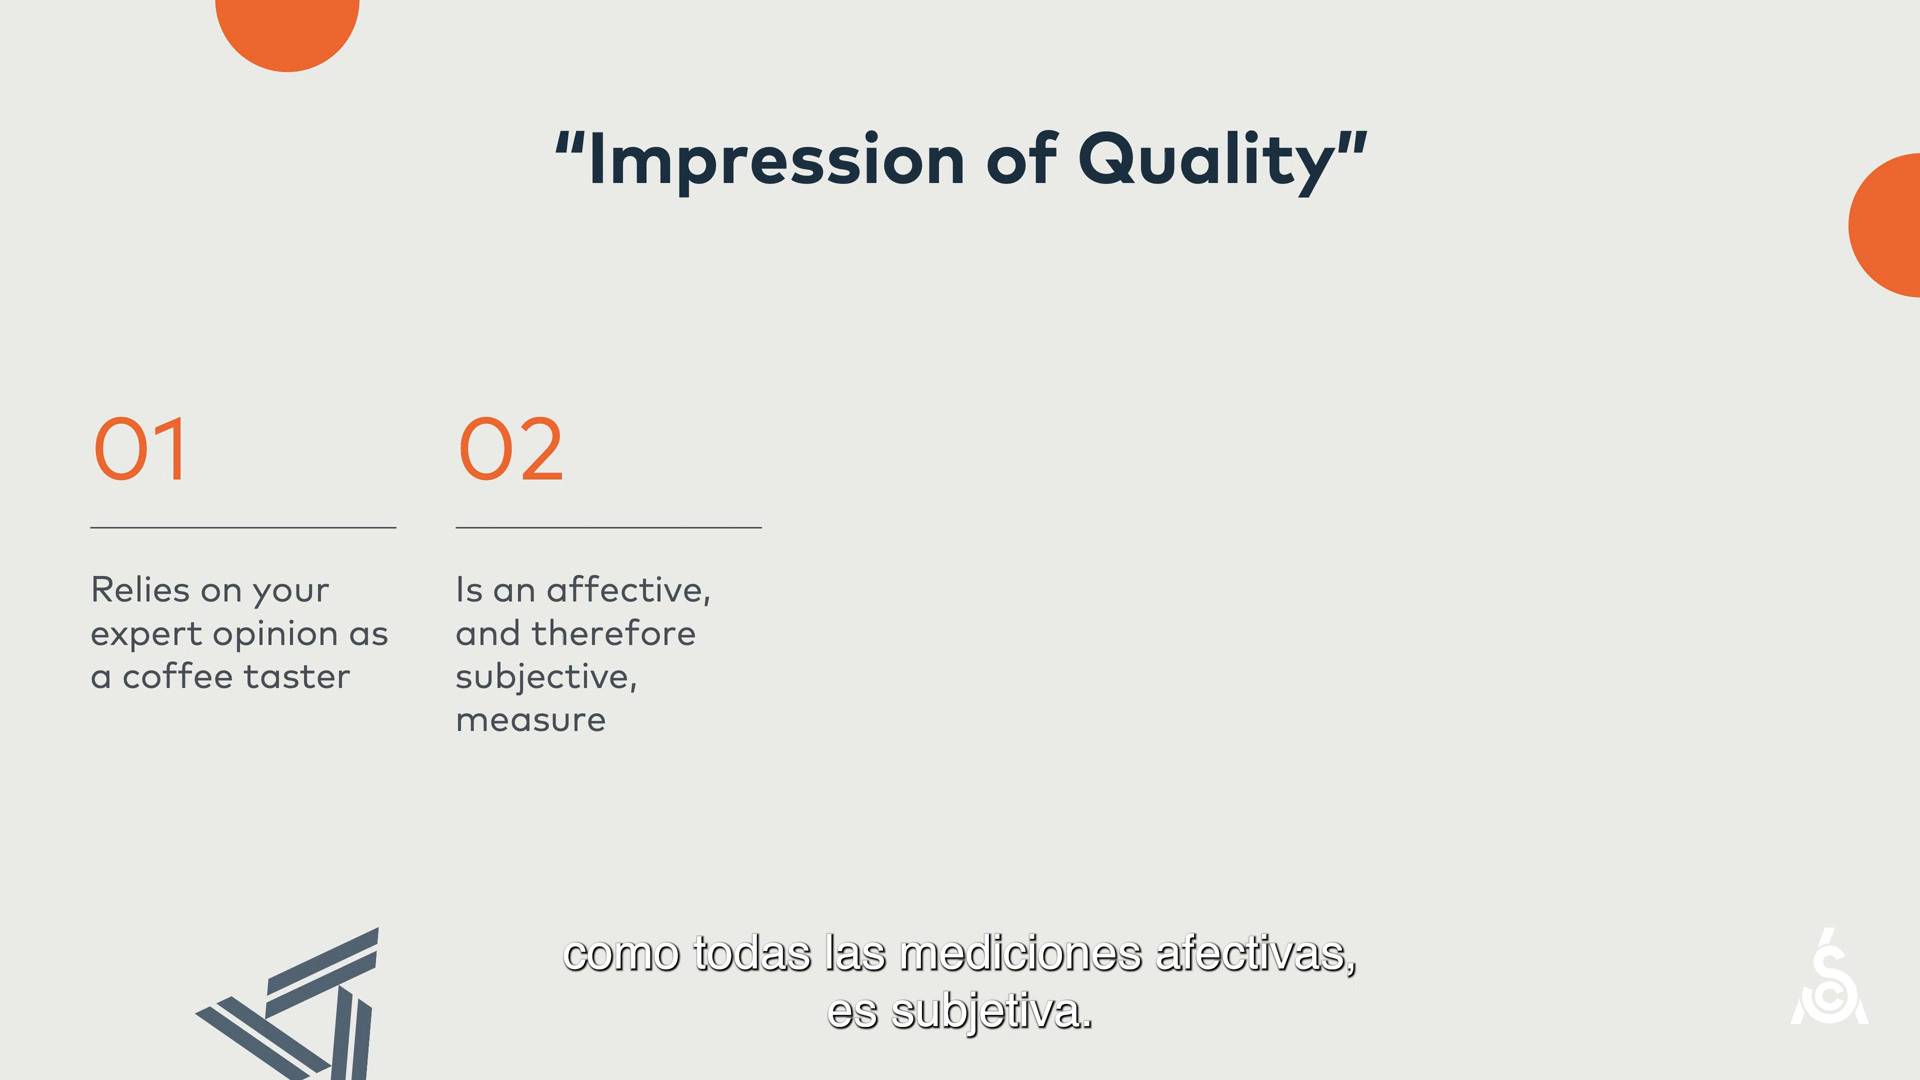 “Impression of Quality”
01
Relies on your
expert opinion as
a coffee taster
02
Is an affective,
and therefore
subjective,
measure
como todas las mediciones afectivas,
es subjetiva.
SCA